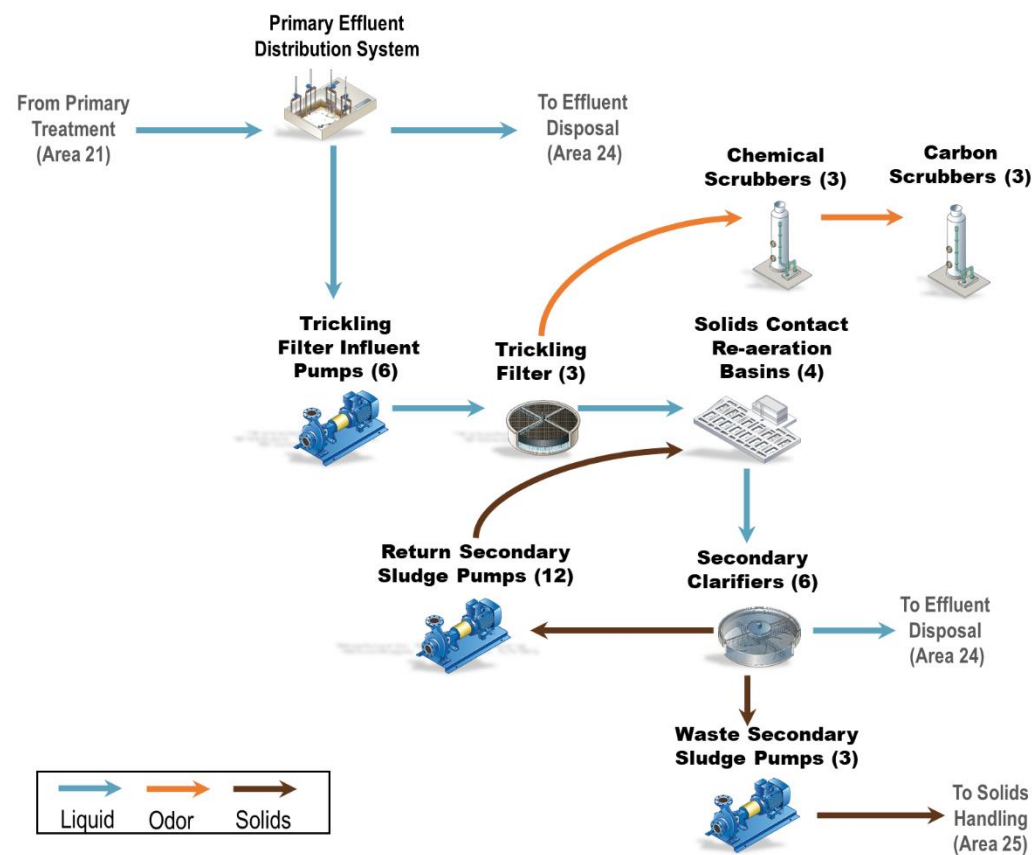 Primary Effluent
Distribution System
From Primary
Treatment
(Area 21)
To Effluent
Disposal
(Area 24)
Chemical
Scrubbers (3)
Carbon
Scrubbers (3)
Trickling
Filter Influent
Pumps (6)
Trickling
Filter (3)
Solids Contact
Re-aeration
Basins (4)
Return Secondary
Sludge Pumps (12)
Secondary
Clarifiers (6)
To Effluent
Disposal
(Area 24)
Waste Secondary
Sludge Pumps (3)
To Solids
Handling
(Area 25)
Liquid
Odor
Solids